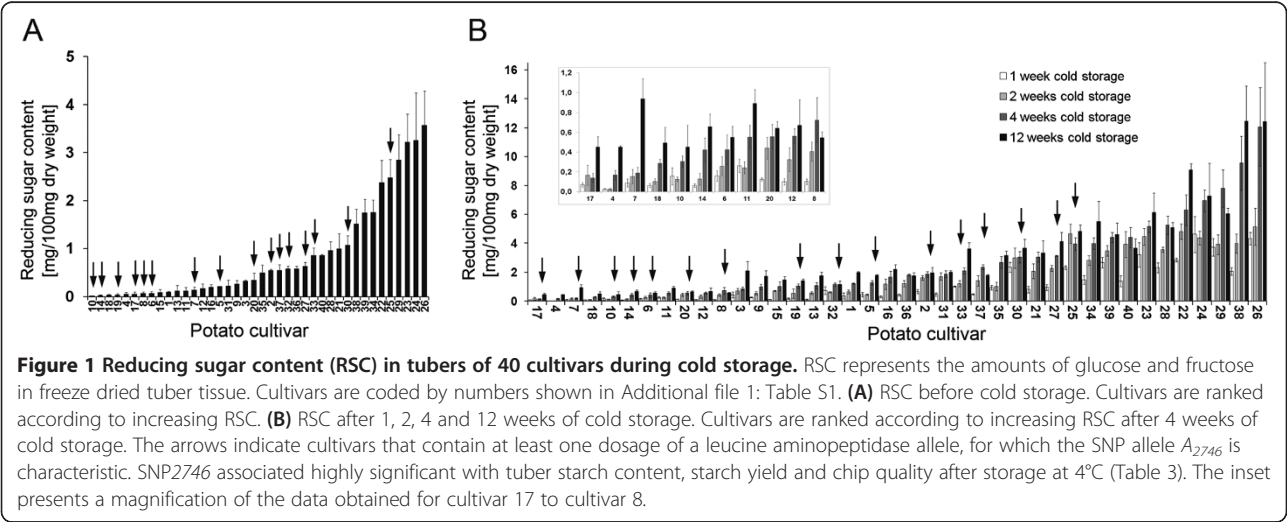 A
5
4
3
2
1
0
Reducing sugar content
[mg/100mg dry weight]
Potato cultivar
B
16
14
12
10
8
6
4
2
0
Reducing sugar content
[mg/100mg dry weight]
1,2
1,0
0,8
0,6
0,4
0,2
0,0
17 4 7 18 10 14 6 11 20 12 8
1 week cold storage
2 weeks cold storage
4 weeks cold storage
12 weeks cold storage
17 4 7 18 10 14 6 11 20 12 8 3 9 15 19 13 32 1 5 16 36 2 31 33 37 35 30 21 27 25 34 39 40 23 28 22 24 29 38 26
Potato cultivar
Figure 1 Reducing sugar content (RSC) in tubers of 40 cultivars during cold storage. RSC represents the amounts of glucose and fructose
in freeze dried tuber tissue. Cultivars are coded by numbers shown in Additional file 1: Table S1. (A) RSC before cold storage. Cultivars are ranked
according to increasing RSC. (B) RSC after 1, 2, 4 and 12 weeks of cold storage. Cultivars are ranked according to increasing RSC after 4 weeks of
cold storage. The arrows indicate cultivars that contain at least one dosage of a leucine aminopeptidase allele, for which the SNP allele A2746 is
characteristic. SNP2746 associated highly significant with tuber starch content, starch yield and chip quality after storage at 4°C (Table 3). The inset
presents a magnification of the data obtained for cultivar 17 to cultivar 8.